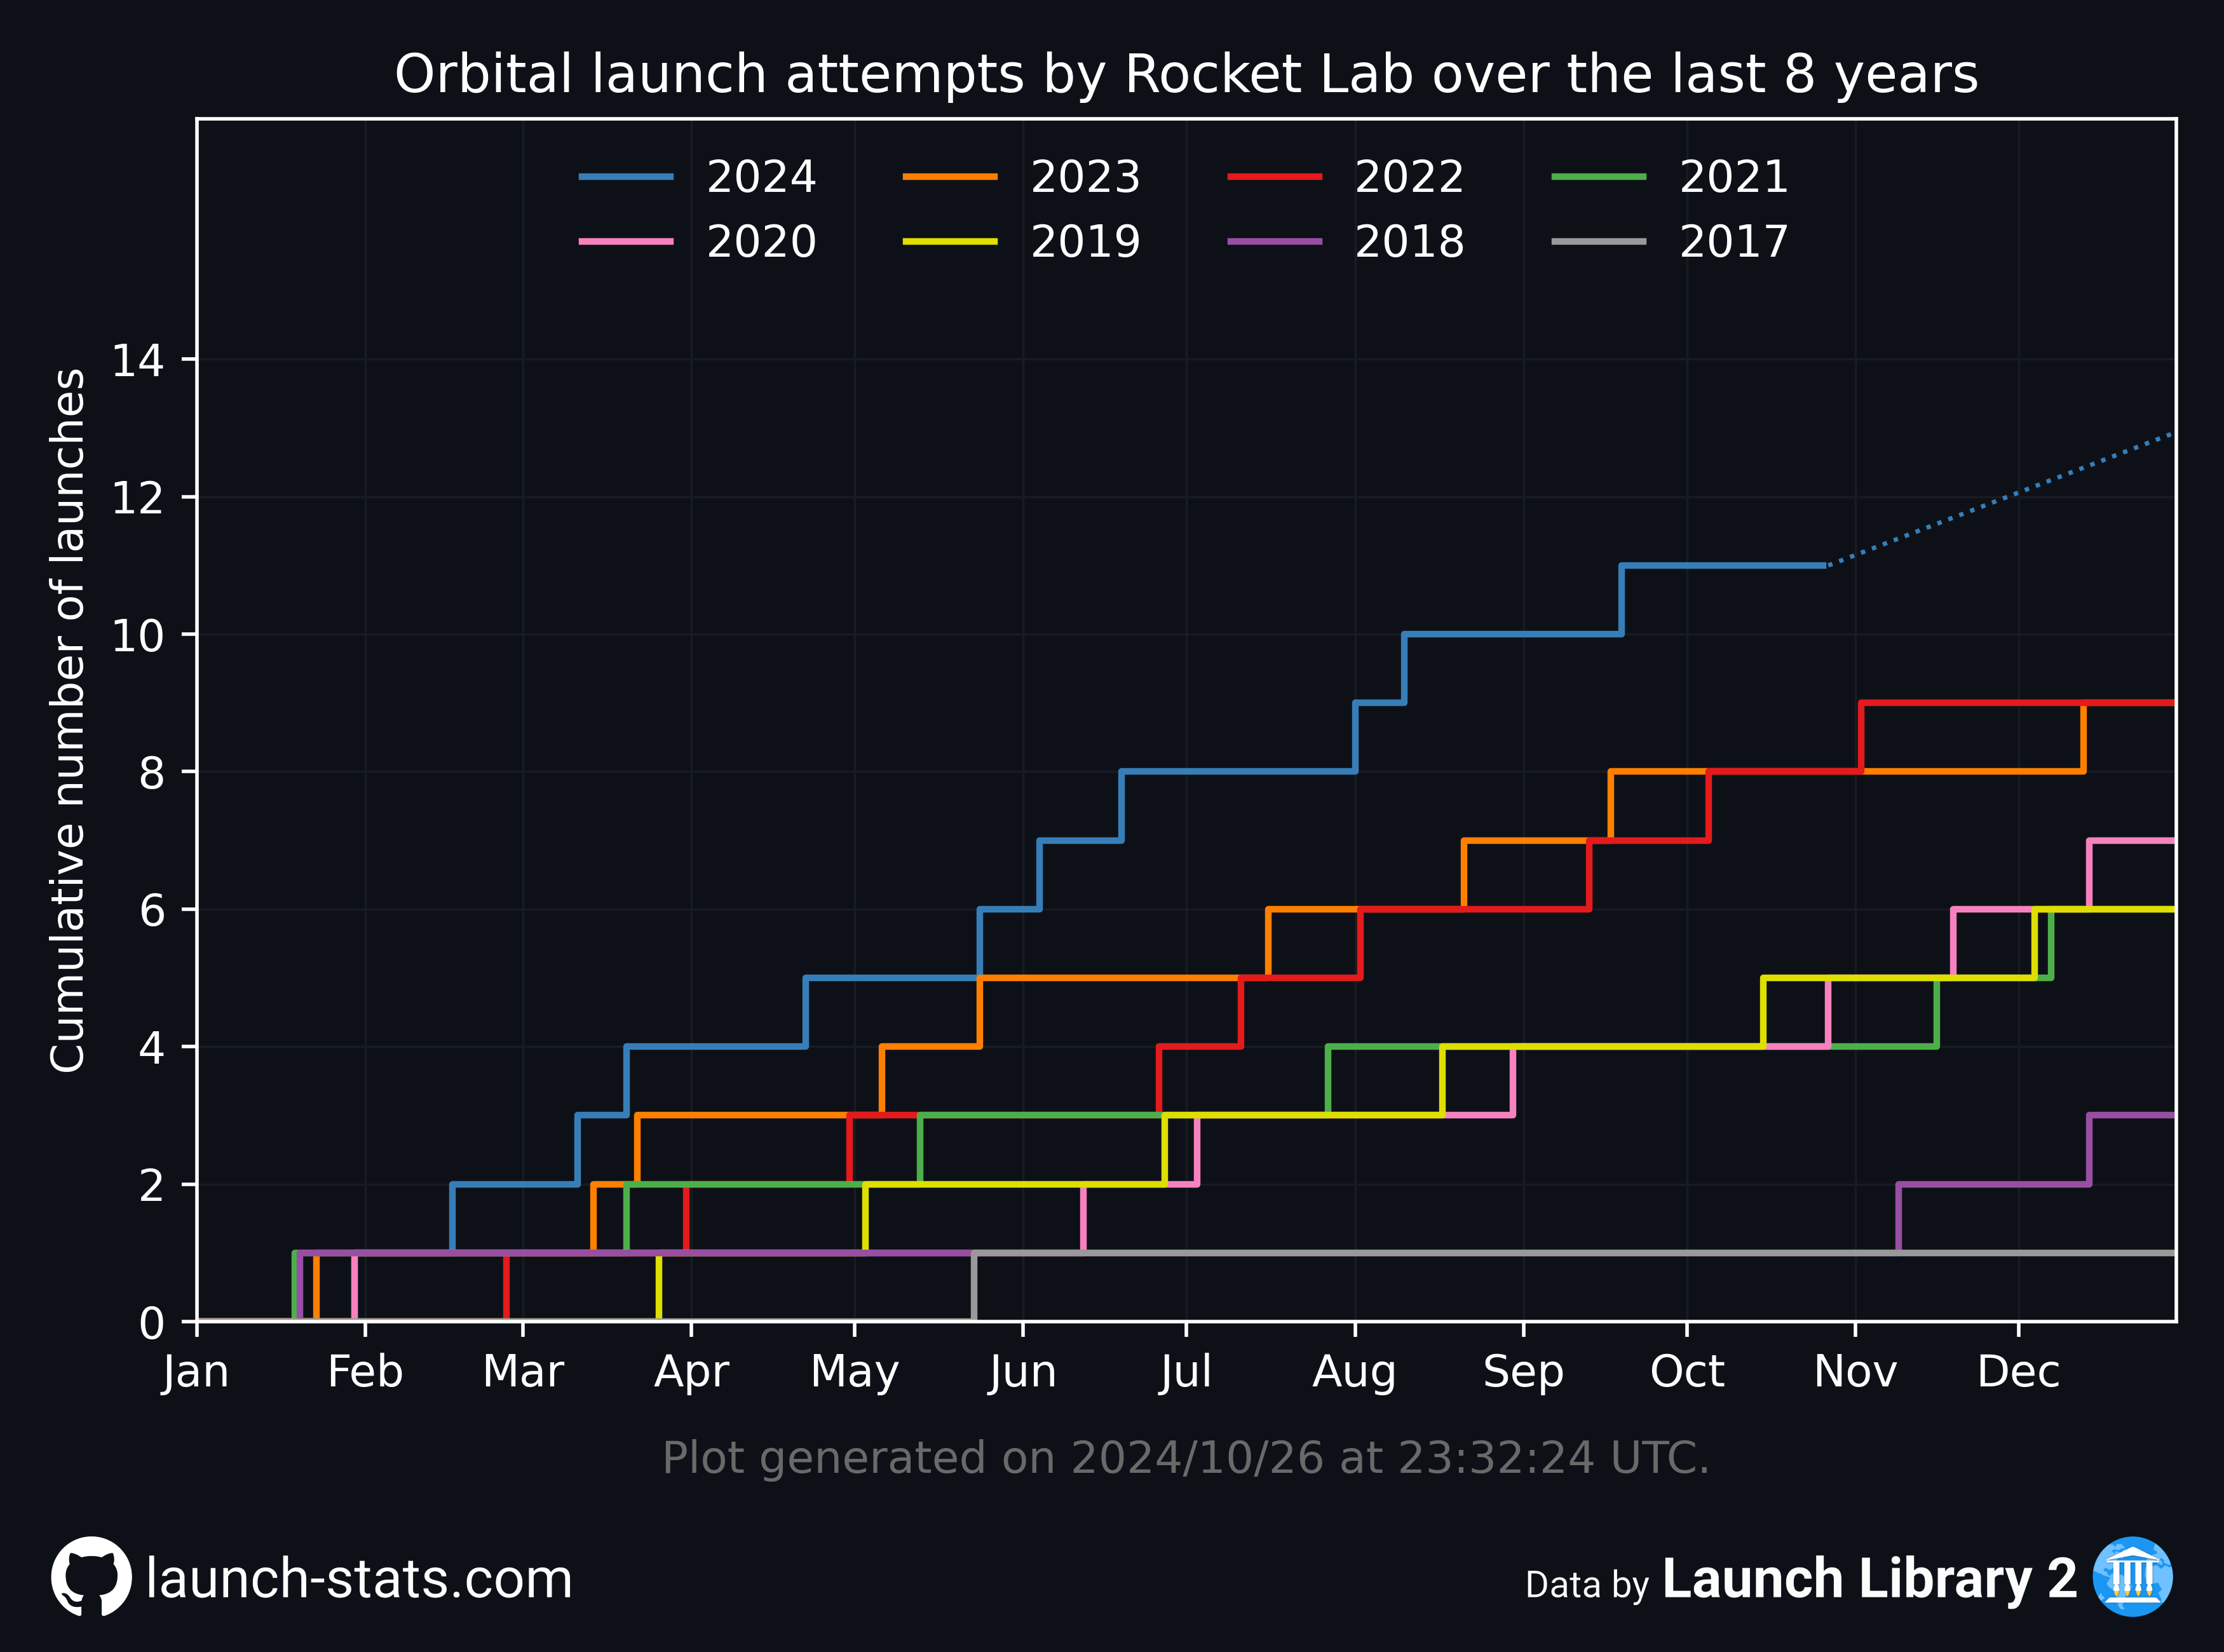 Orbital launch attempts by Rocket Lab over the last 8 years
2024 2023 2022 2021
2020 2019 2018 2017
Cumulative number of launches
14
12
10
8
6
4
2
0
Jan Feb Mar Apr May Jun Jul Aug Sep Oct Nov Dec
Plot generated on 2024/10/26 at 23:32:24 UTC.
launch-stats.com
Data by Launch Library 2